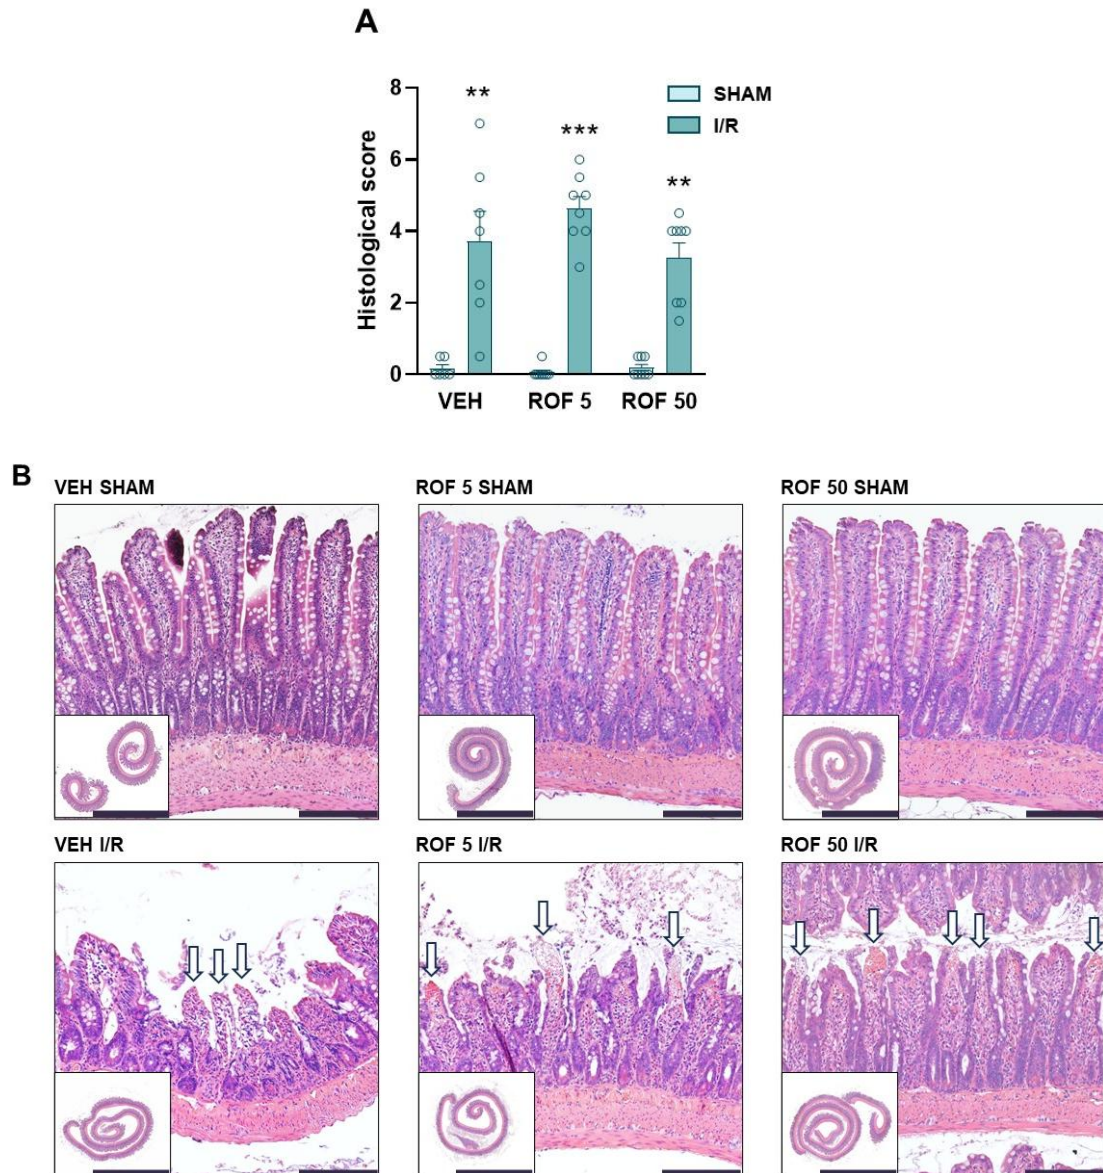 A
8
6
4
2
0
Histological score
**
***
**
SHAM
I/R
VEH
ROF 5
ROF 50
B
VEH SHAM
ROF 5 SHAM
ROF 50 SHAM
VEH I/R
ROF 5 I/R
ROF 50 I/R